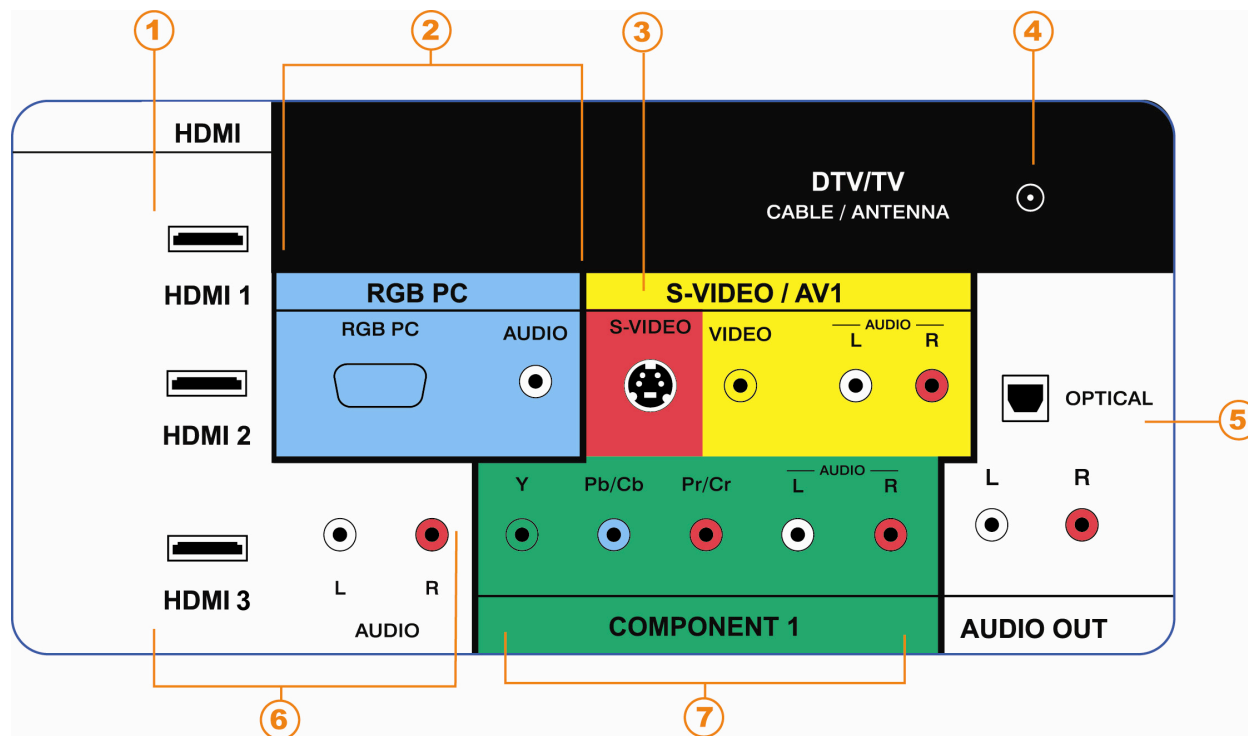 1
2
3
4
HDMI
DTV/TV
CABLE / ANTENNA
HDMI 1
RGB PC
S-VIDEO / AV1
RGB PC
AUDIO
S-VIDEO
VIDEO
AUDIO
L R
HDMI 2
OPTICAL
5
Y Pb/Cb Pr/Cr
AUDIO
L R
L R
HDMI 3
L R
AUDIO
COMPONENT 1
AUDIO OUT
6
7